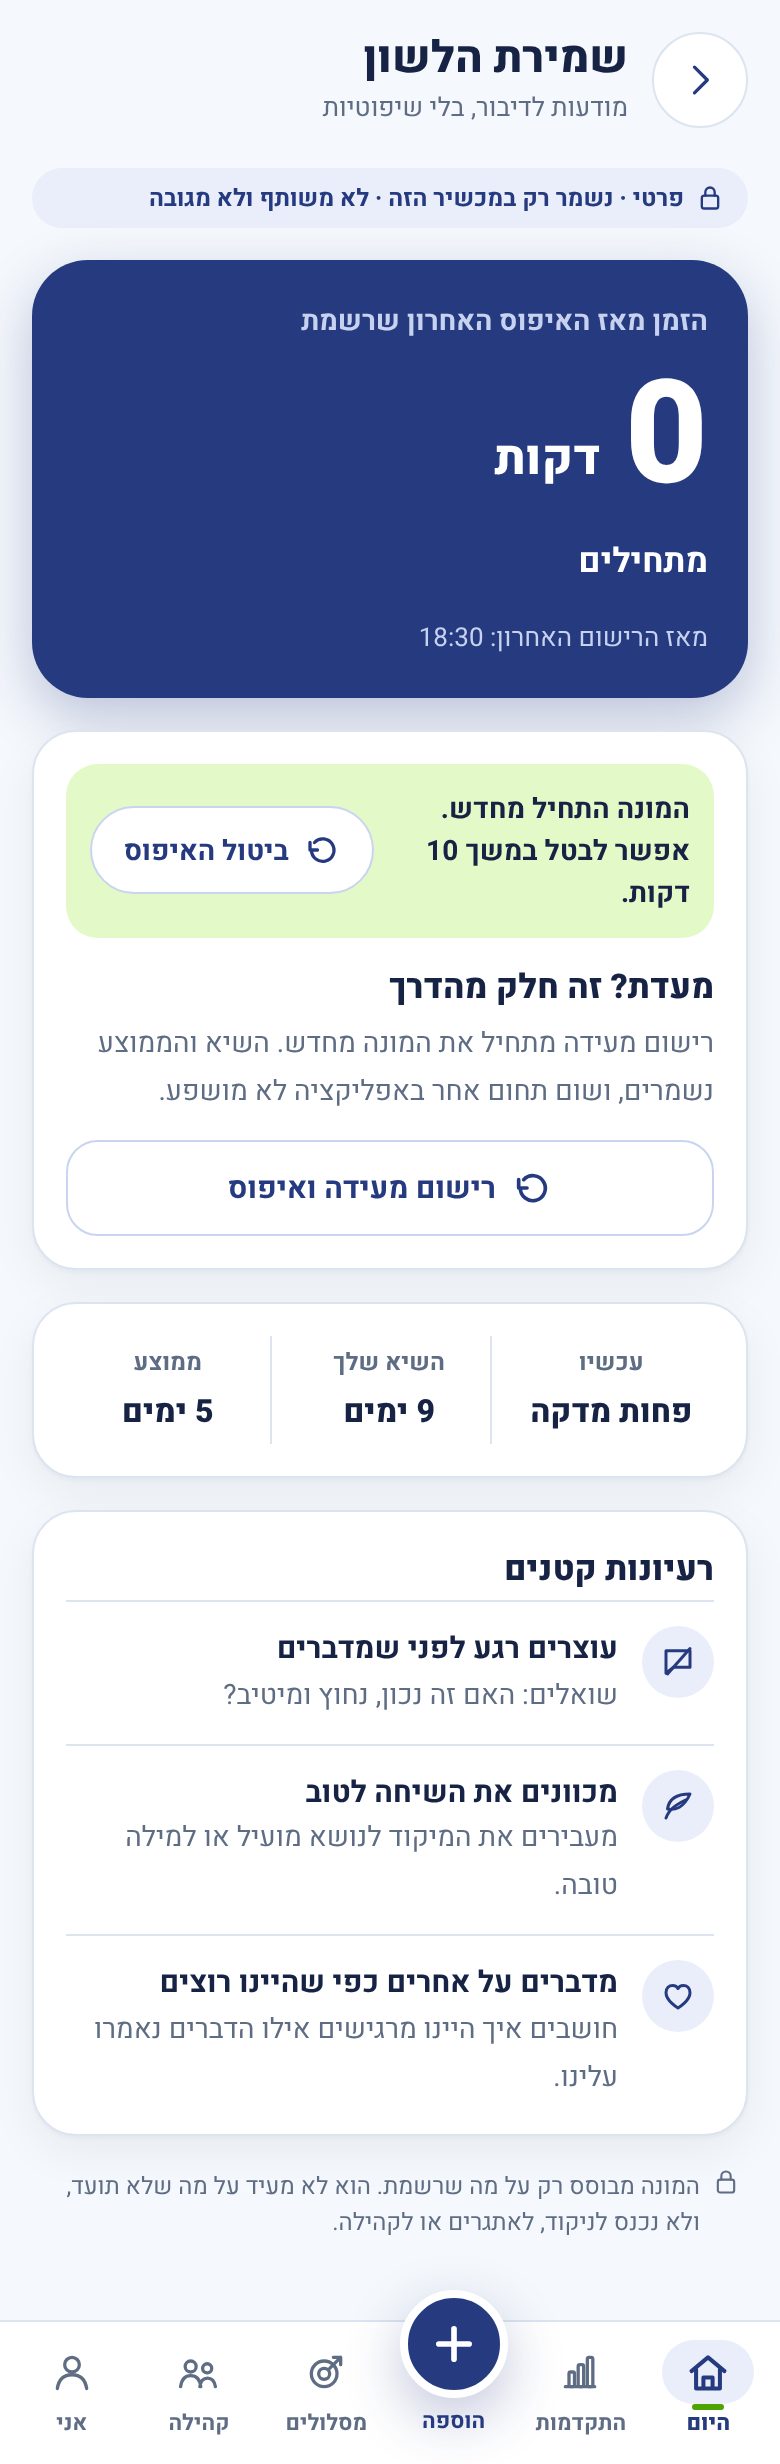 שמירת הלשון
מודעות לדיבור, בלי שיפוטיות
פרטי · נשמר רק במכשיר הזה · לא משותף ולא מגובה
הזמן מאז האיפוס האחרון שרשמת
0 דקות
מתחילים
מאז הרישום האחרון: 18:30
המונה התחיל מחדש.
אפשר לבטל במשך 10
דקות.
ביטול האיפוס
מעדת? זה חלק מהדרך
רישום מעידה מתחיל את המונה מחדש. השיא והממוצע
נשמרים, ושום תחום אחר באפליקציה לא מושפע.
רישום מעידה ואיפוס
עכשיו
פחות מדקה
השיא שלך
9 ימים
ממוצע
5 ימים
רעיונות קטנים
עוצרים רגע לפני שמדברים
שואלים: האם זה נכון, נחוץ ומיטיב?
מכוונים את השיחה לטוב
מעבירים את המיקוד לנושא מועיל או למילה
טובה.
מדברים על אחרים כפי שהיינו רוצים
חושבים איך היינו מרגישים אילו הדברים נאמרו
עלינו.
המונה מבוסס רק על מה שרשמת. הוא לא מעיד על מה שלא תועד,
ולא נכנס לניקוד, לאתגרים או לקהילה.
היום
התקדמות
הוספה
מסלולים
קהילה
אני